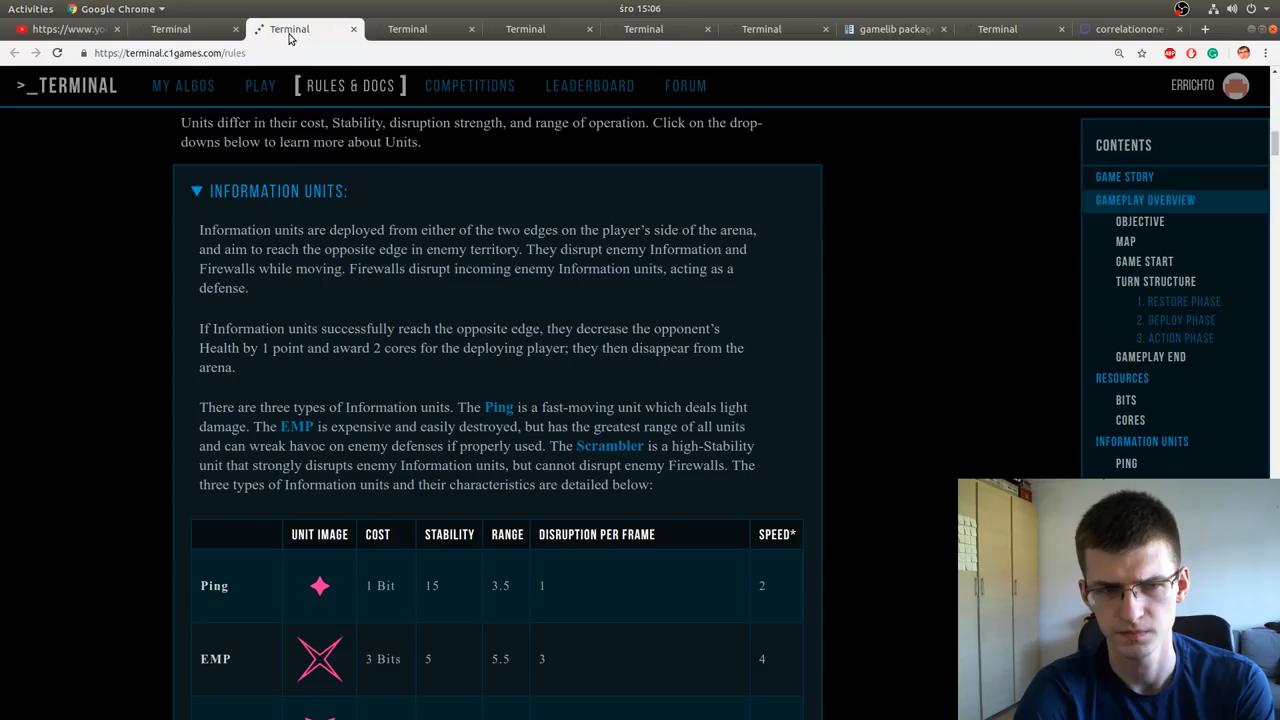 Activities Google Chrome śro 15:06
https://www.yo Terminal Terminal Terminal Terminal Terminal Terminal gamelib package Terminal correlationone
https://terminal.c1games.com/rules
>_TERMINAL MY ALGOS PLAY [ RULES & DOCS ] COMPETITIONS LEADERBOARD FORUM ERRICHTO
Units differ in their cost, Stability, disruption strength, and range of operation. Click on the drop-
downs below to learn more about Units.
▼ INFORMATION UNITS:
Information units are deployed from either of the two edges on the player's side of the arena,
and aim to reach the opposite edge in enemy territory. They disrupt enemy Information and
Firewalls while moving. Firewalls disrupt incoming enemy Information units, acting as a
defense.
If Information units successfully reach the opposite edge, they decrease the opponent's
Health by 1 point and award 2 cores for the deploying player; they then disappear from the
arena.
There are three types of Information units. The Ping is a fast-moving unit which deals light
damage. The EMP is expensive and easily destroyed, but has the greatest range of all units
and can wreak havoc on enemy defenses if properly used. The Scrambler is a high-Stability
unit that strongly disrupts enemy Information units, but cannot disrupt enemy Firewalls. The
three types of Information units and their characteristics are detailed below:
UNIT IMAGE COST STABILITY RANGE DISRUPTION PER FRAME SPEED*
Ping 1 Bit 15 3.5 1 2
EMP 3 Bits 5 5.5 3 4
CONTENTS
GAME STORY
GAMEPLAY OVERVIEW
OBJECTIVE
MAP
GAME START
TURN STRUCTURE
1. RESTORE PHASE
2. DEPLOY PHASE
3. ACTION PHASE
GAMEPLAY END
RESOURCES
BITS
CORES
INFORMATION UNITS
PING